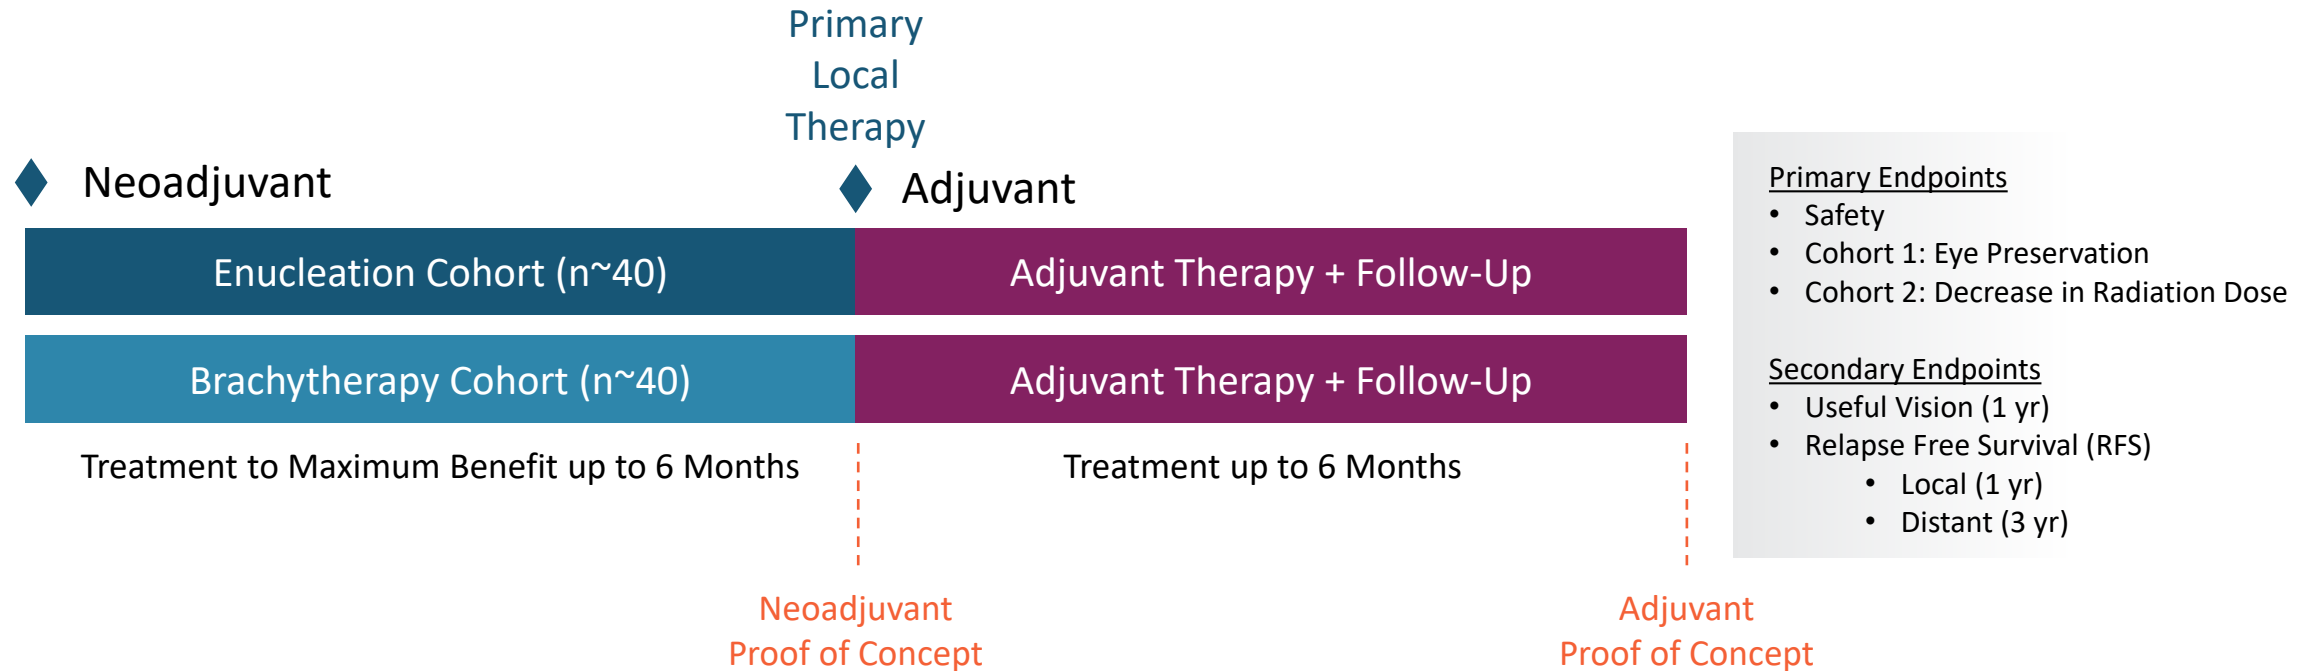 Primary
Local
Therapy
Neoadjuvant
Adjuvant
Enucleation Cohort (n~40)
Adjuvant Therapy + Follow-Up
Brachytherapy Cohort (n~40)
Adjuvant Therapy + Follow-Up
Treatment to Maximum Benefit up to 6 Months
Treatment up to 6 Months
Neoadjuvant
Proof of Concept
Adjuvant
Proof of Concept
Primary Endpoints
• Safety
• Cohort 1: Eye Preservation
• Cohort 2: Decrease in Radiation Dose
Secondary Endpoints
• Useful Vision (1 yr)
• Relapse Free Survival (RFS)
• Local (1 yr)
• Distant (3 yr)